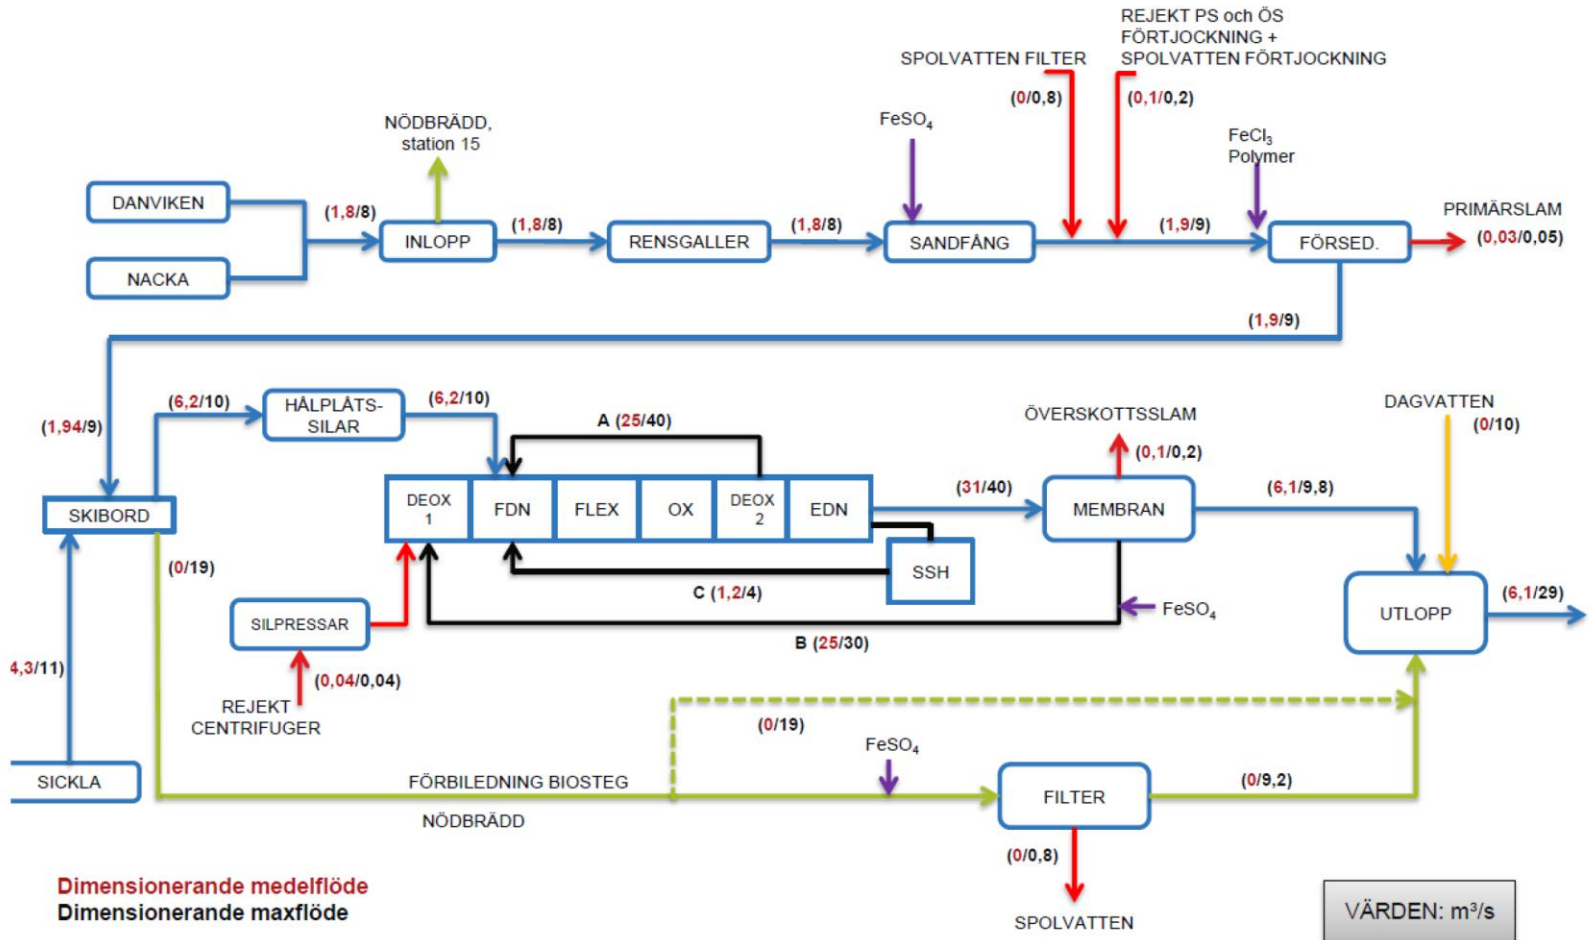 REJEKT PS och ÖS
FÖRTJOCKNING +
SPOLVATTEN FÖRTJOCKNING
SPOLVATTEN FILTER
(0/0,8)
(0,1/0,2)
FeSO₄
FeCl₃
Polymer
NÖDBRÄDD,
station 15
DANVIKEN
NACKA
(1,8/8)
INLOPP
(1,8/8)
RENSGALLER
(1,8/8)
SANDFÅNG
(1,9/9)
FÖRSED.
PRIMÄRSLAM
(0,03/0,05)
(1,9/9)
(1,94/9)
(6,2/10)
HÅLPLÅTS-
SILAR
(6,2/10)
A (25/40)
ÖVERSKOTTSSLAM
(0,1/0,2)
DAGVATTEN
(0/10)
SKIBORD
DEOX
1
FDN
FLEX
OX
DEOX
2
EDN
(31/40)
MEMBRAN
(6,1/9,8)
SSH
C (1,2/4)
FeSO₄
B (25/30)
UTLOPP
(6,1/29)
(0/19)
SILPRESSAR
(0,04/0,04)
REJEKT
CENTRIFUGER
4,3/11)
SICKLA
(0/19)
FeSO₄
FÖRBILEDNING BIOSTEG
NÖDBRÄDD
FILTER
(0/9,2)
(0/0,8)
SPOLVATTEN
Dimensionerande medelflöde
Dimensionerande maxflöde
VÄRDEN: m³/s